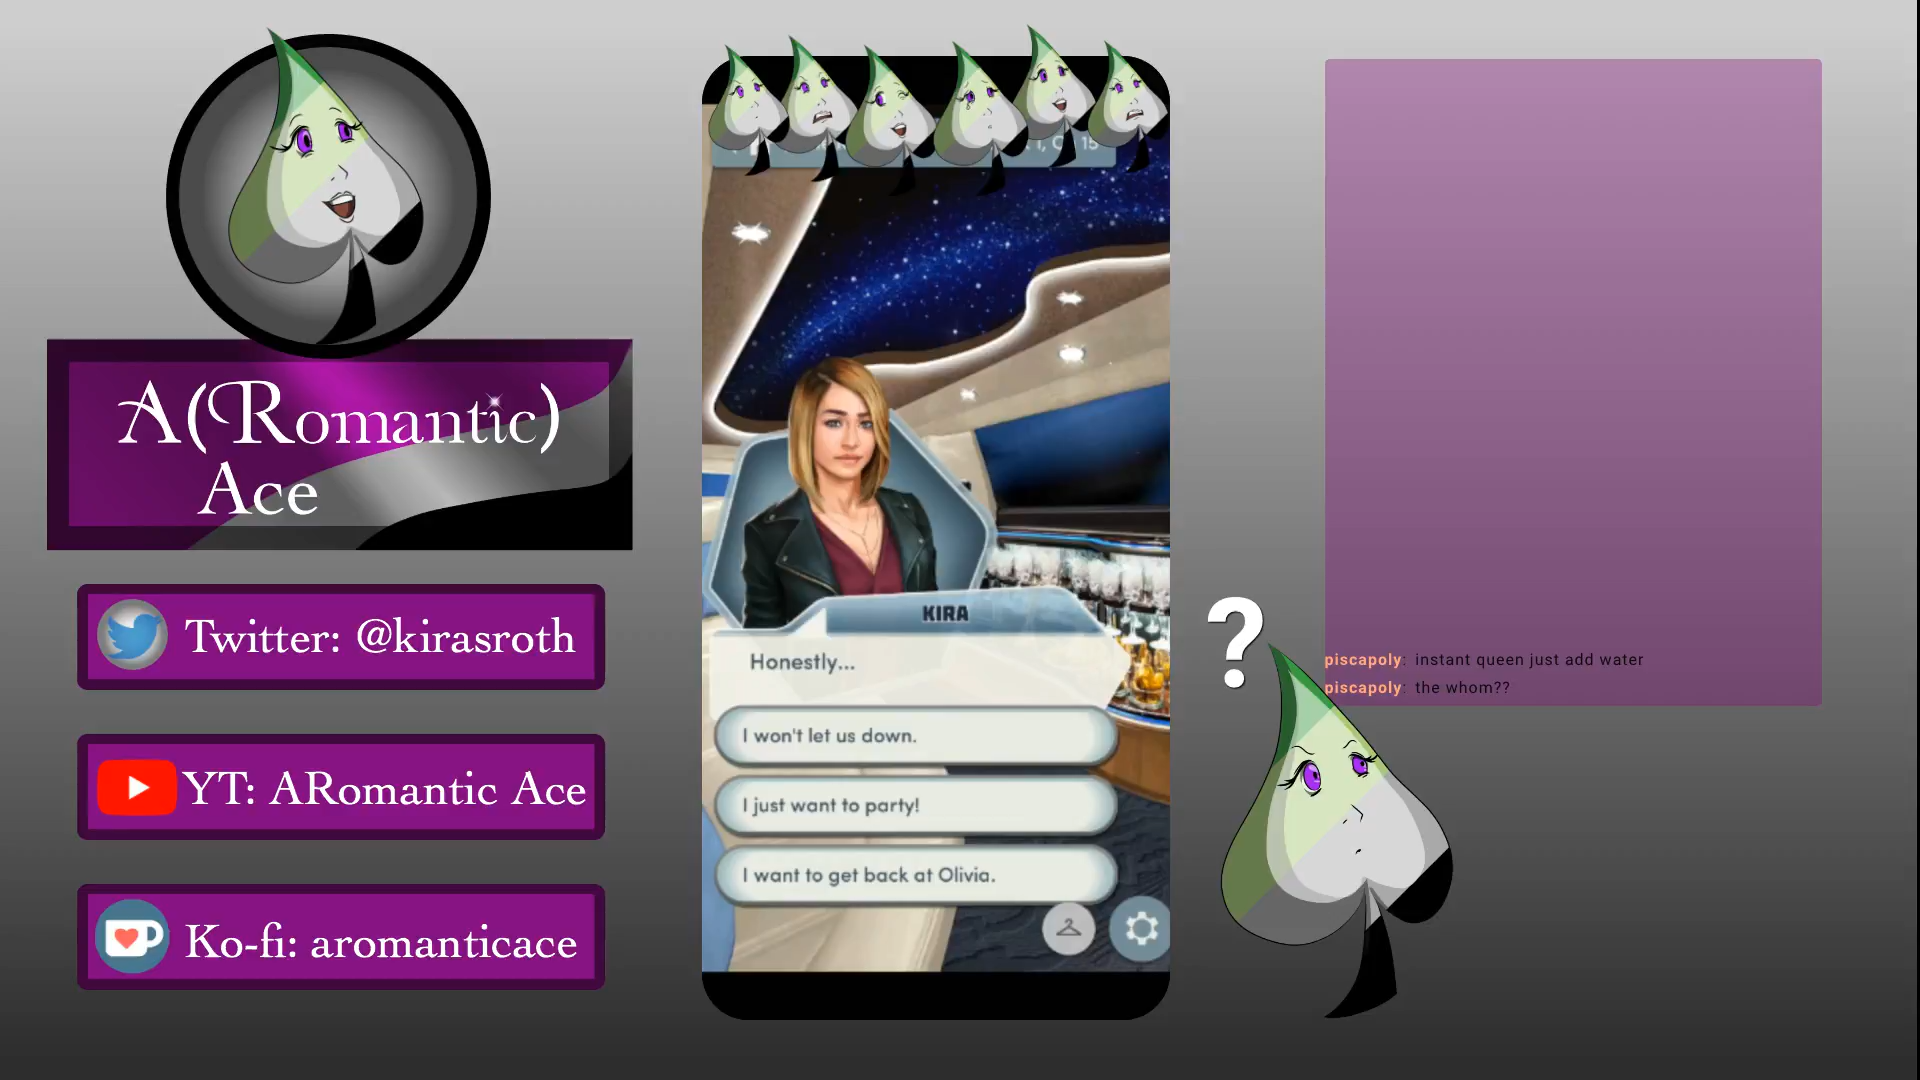 A(Romantic)
Ace
Twitter: @kirasroth
YT: ARomantic Ace
Ko-fi: aromanticace
15
KIRA
Honestly...
I won't let us down.
I just want to party!
I want to get back at Olivia.
?
piscapoly: instant queen just add water
piscapoly: the whom??